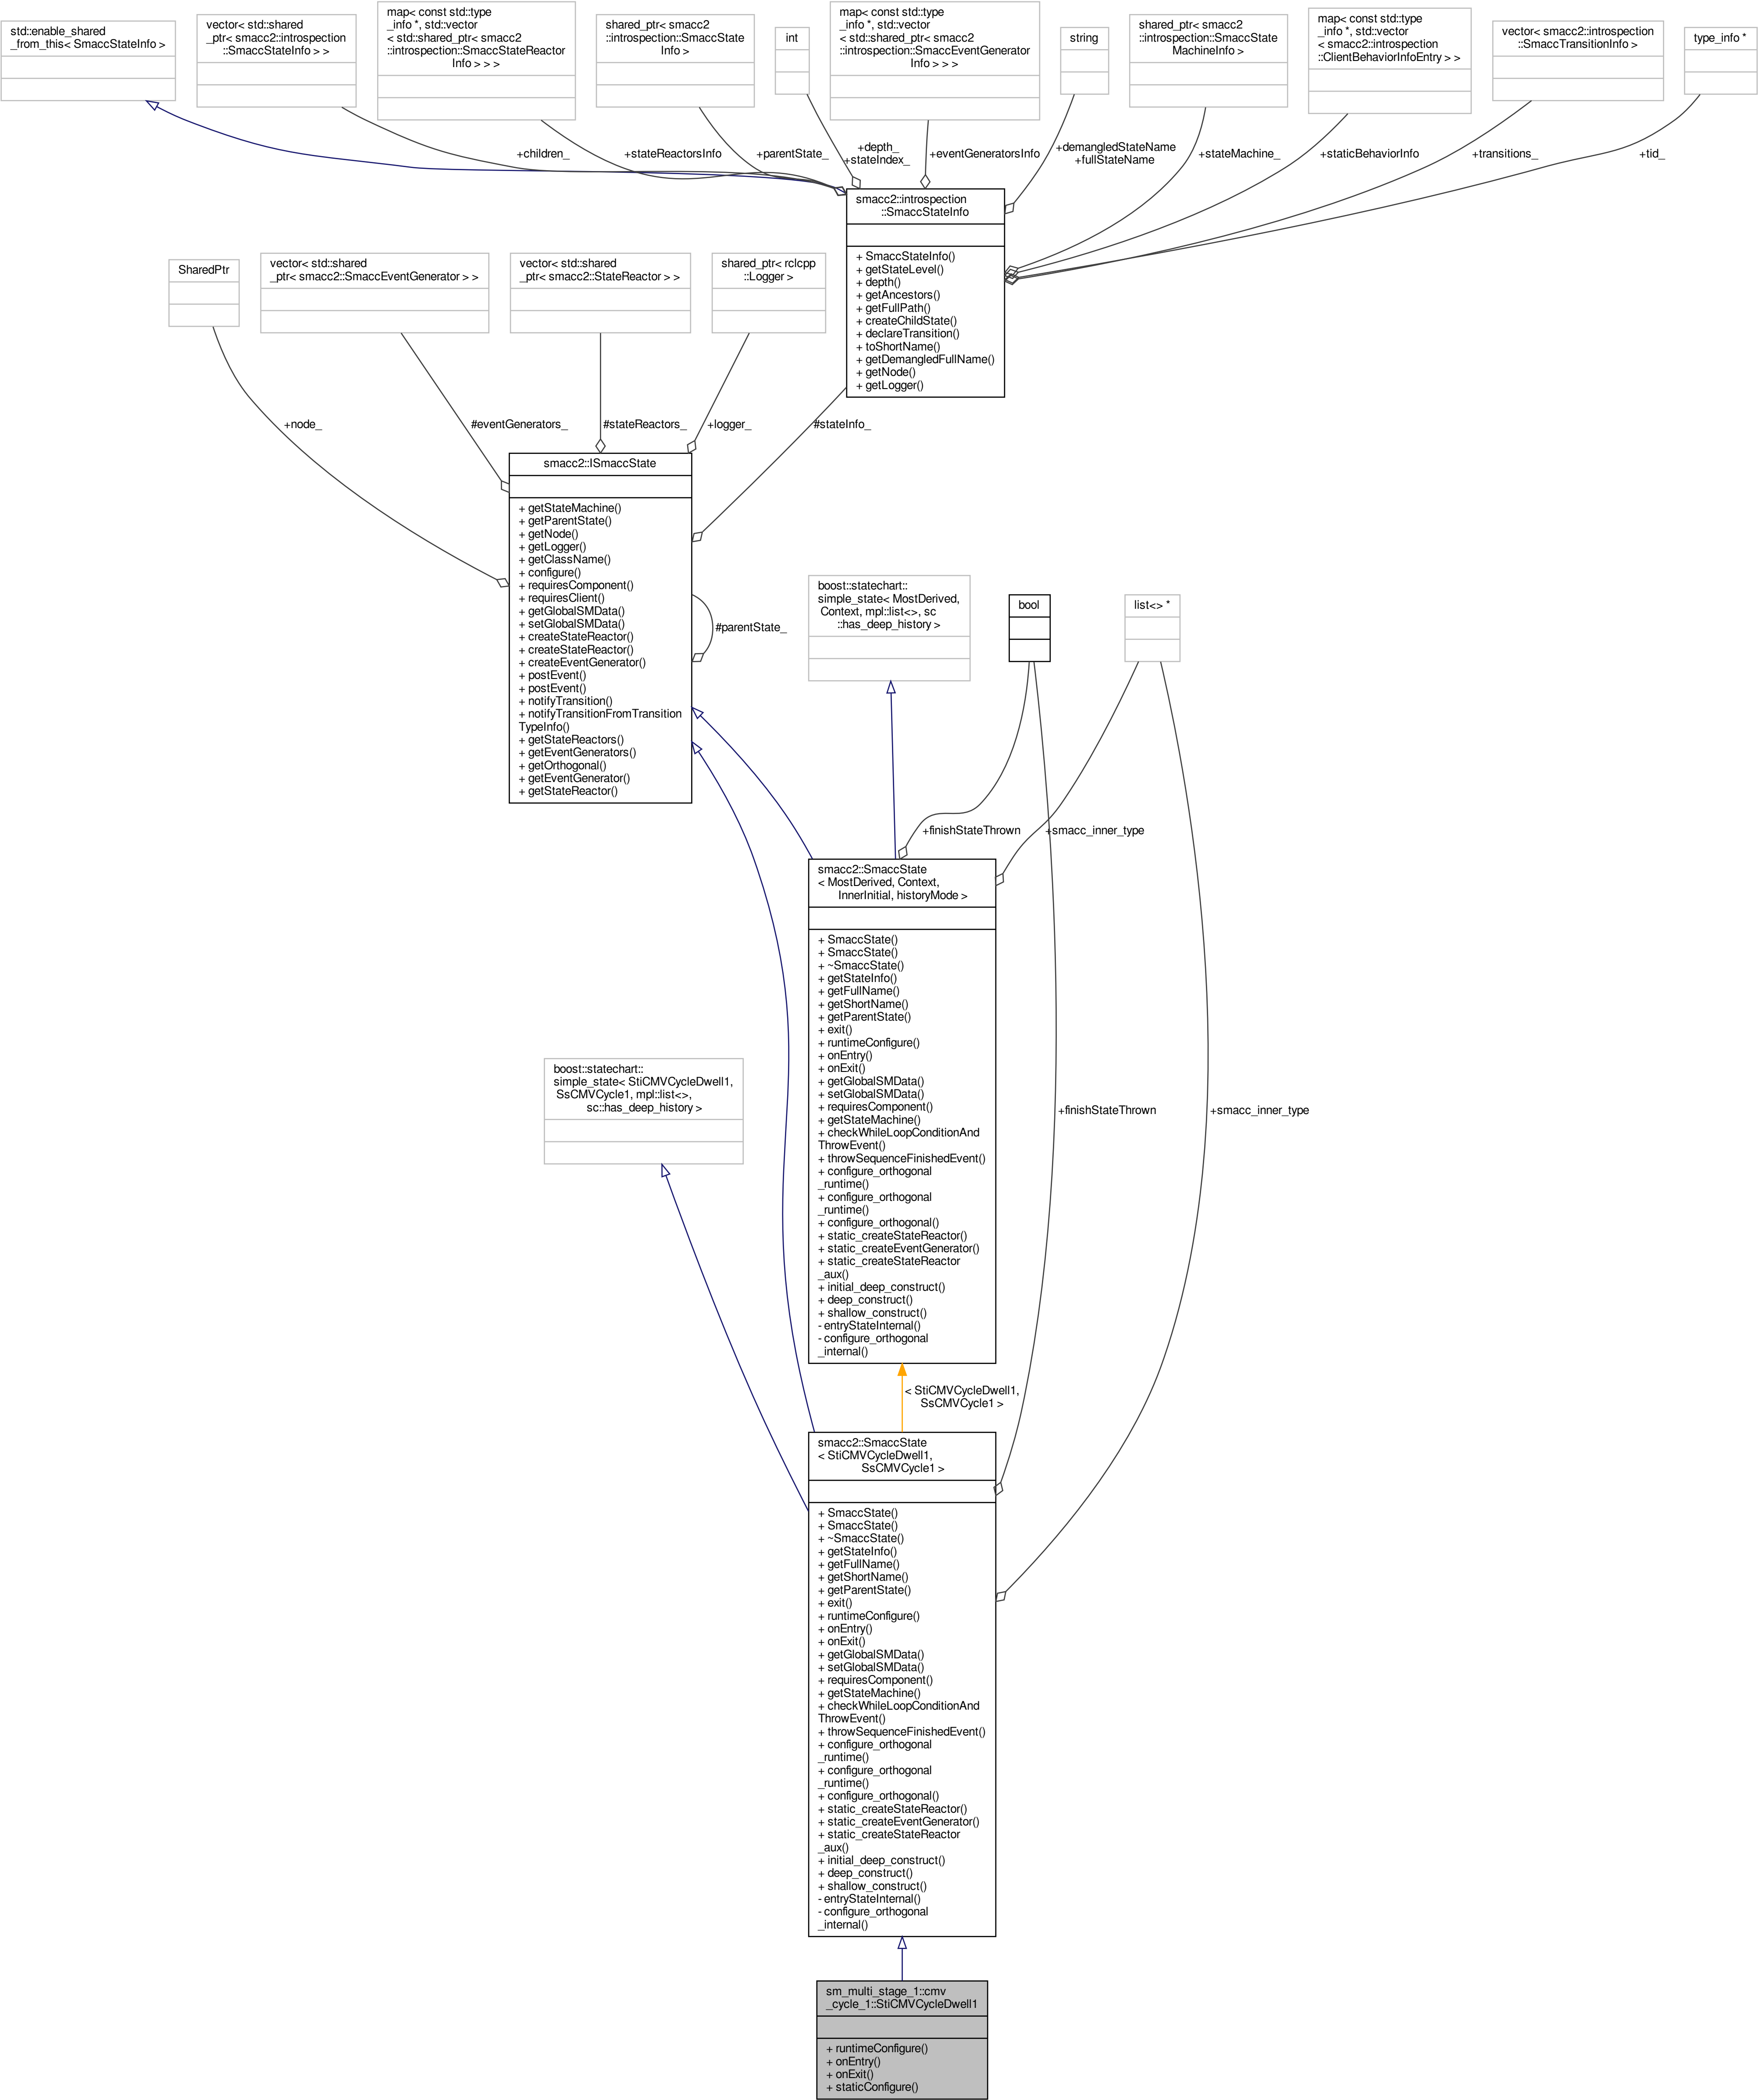 std::enable_shared
_from_this< SmaccStateInfo >
vector< std::shared
_ptr< smacc2::introspection
::SmaccStateInfo > >
map< const std::type
_info *, std::vector
< std::shared_ptr< smacc2
::introspection::SmaccStateReactor
Info > > >
shared_ptr< smacc2
::introspection::SmaccState
Info >
int
map< const std::type
_info *, std::vector
< std::shared_ptr< smacc2
::introspection::SmaccEventGenerator
Info > > >
string
shared_ptr< smacc2
::introspection::SmaccState
MachineInfo >
map< const std::type
_info *, std::vector
< smacc2::introspection
::ClientBehaviorInfoEntry > >
vector< smacc2::introspection
::SmaccTransitionInfo >
type_info *
+children_
+stateReactorsInfo
+parentState_
+depth_
+stateIndex_
+eventGeneratorsInfo
+demangledStateName
+fullStateName
+stateMachine_
+staticBehaviorInfo
+transitions_
+tid_
smacc2::introspection
::SmaccStateInfo
+ SmaccStateInfo()
+ getStateLevel()
+ depth()
+ getAncestors()
+ getFullPath()
+ createChildState()
+ declareTransition()
+ toShortName()
+ getDemangledFullName()
+ getNode()
+ getLogger()
SharedPtr
vector< std::shared
_ptr< smacc2::SmaccEventGenerator > >
vector< std::shared
_ptr< smacc2::StateReactor > >
shared_ptr< rclcpp
::Logger >
+node_
#eventGenerators_
#stateReactors_
+logger_
#stateInfo_
smacc2::ISmaccState
+ getStateMachine()
+ getParentState()
+ getNode()
+ getLogger()
+ getClassName()
+ configure()
+ requiresComponent()
+ requiresClient()
+ getGlobalSMData()
+ setGlobalSMData()
+ createStateReactor()
+ createStateReactor()
+ createEventGenerator()
+ postEvent()
+ postEvent()
+ notifyTransition()
+ notifyTransitionFromTransition
TypeInfo()
+ getStateReactors()
+ getEventGenerators()
+ getOrthogonal()
+ getEventGenerator()
+ getStateReactor()
#parentState_
boost::statechart::
simple_state< MostDerived,
Context, mpl::list<>, sc
::has_deep_history >
bool
list<> *
+finishStateThrown
+smacc_inner_type
smacc2::SmaccState
< MostDerived, Context,
InnerInitial, historyMode >
+ SmaccState()
+ SmaccState()
+ ~SmaccState()
+ getStateInfo()
+ getFullName()
+ getShortName()
+ getParentState()
+ exit()
+ runtimeConfigure()
+ onEntry()
+ onExit()
+ getGlobalSMData()
+ setGlobalSMData()
+ requiresComponent()
+ getStateMachine()
+ checkWhileLoopConditionAnd
ThrowEvent()
+ throwSequenceFinishedEvent()
+ configure_orthogonal
_runtime()
+ configure_orthogonal
_runtime()
+ configure_orthogonal()
+ static_createStateReactor()
+ static_createEventGenerator()
+ static_createStateReactor
_aux()
+ initial_deep_construct()
+ deep_construct()
+ shallow_construct()
- entryStateInternal()
- configure_orthogonal
_internal()
boost::statechart::
simple_state< StiCMVCycleDwell1,
SsCMVCycle1, mpl::list<>,
sc::has_deep_history >
+finishStateThrown
+smacc_inner_type
< StiCMVCycleDwell1,
SsCMVCycle1 >
smacc2::SmaccState
< StiCMVCycleDwell1,
SsCMVCycle1 >
+ SmaccState()
+ SmaccState()
+ ~SmaccState()
+ getStateInfo()
+ getFullName()
+ getShortName()
+ getParentState()
+ exit()
+ runtimeConfigure()
+ onEntry()
+ onExit()
+ getGlobalSMData()
+ setGlobalSMData()
+ requiresComponent()
+ getStateMachine()
+ checkWhileLoopConditionAnd
ThrowEvent()
+ throwSequenceFinishedEvent()
+ configure_orthogonal
_runtime()
+ configure_orthogonal
_runtime()
+ configure_orthogonal()
+ static_createStateReactor()
+ static_createEventGenerator()
+ static_createStateReactor
_aux()
+ initial_deep_construct()
+ deep_construct()
+ shallow_construct()
- entryStateInternal()
- configure_orthogonal
_internal()
sm_multi_stage_1::cmv
_cycle_1::StiCMVCycleDwell1
+ runtimeConfigure()
+ onEntry()
+ onExit()
+ staticConfigure()